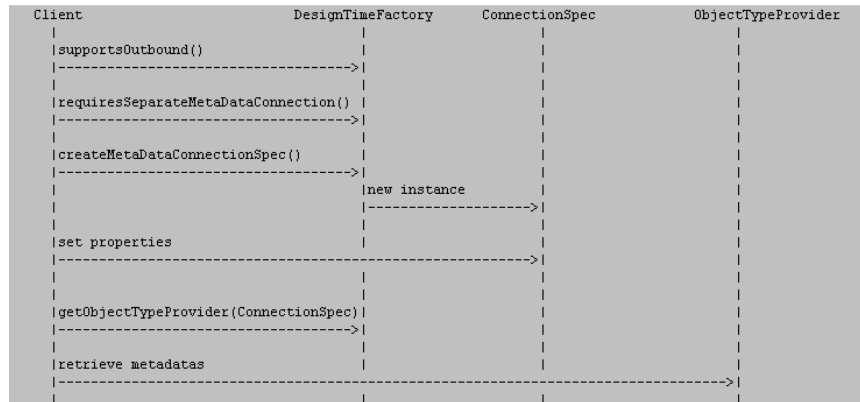 Client DesignTimeFactory ConnectionSpec ObjectTypeProvider
supportsOutbound()
requiresSeparateMetaDataConnection()
createMetaDataConnectionSpec()
new instance
set properties
getObjectTypeProvider(ConnectionSpec)
retrieve metadatas